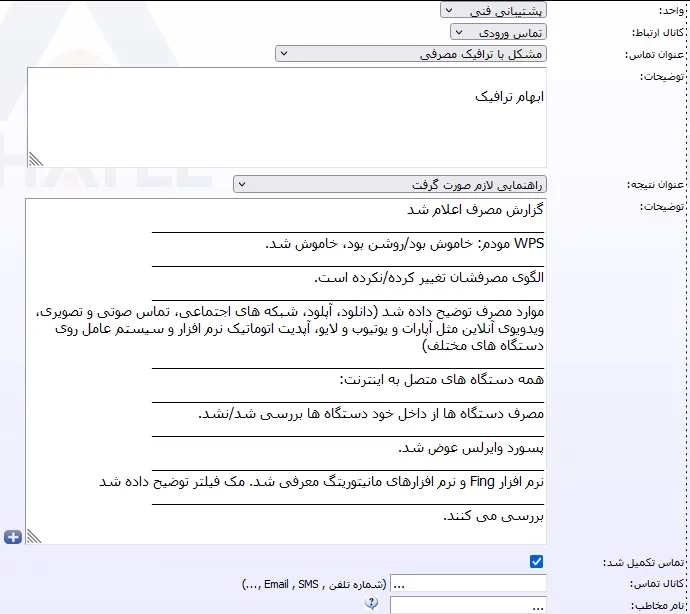 واحد: پشتیبانی فنی
کانال ارتباط: تماس ورودی
عنوان تماس: مشکل با ترافیک مصرفی
توضیحات:
ابهام ترافیک
عنوان نتیجه: راهنمایی لازم صورت گرفت
توضیحات:
گزارش مصرف اعلام شد
WPS مودم: خاموش بود/روشن بود، خاموش شد.
الگوی مصرفشان تغییر کرده/نکرده است.
موارد مصرف توضیح داده شد (دانلود، آپلود، شبکه های اجتماعی، تماس صوتی و تصویری،
ویدویوی آنلاین مثل آپارات و یوتیوب و لایو، آپدیت اتوماتیک نرم افزار و سیستم عامل روی
دستگاه های مختلف)
همه دستگاه های متصل به اینترنت:
مصرف دستگاه ها از داخل خود دستگاه ها بررسی شد/نشد.
پسورد وایرلس عوض شد.
نرم افزار Fing و نرم افزارهای مانیتوریتگ معرفی شد. مک فیلتر توضیح داده شد
بررسی می کنند.
تماس تکمیل شد:
کانال تماس: ... (شماره تلفن , Email , SMS ,...)
نام مخاطب: ...